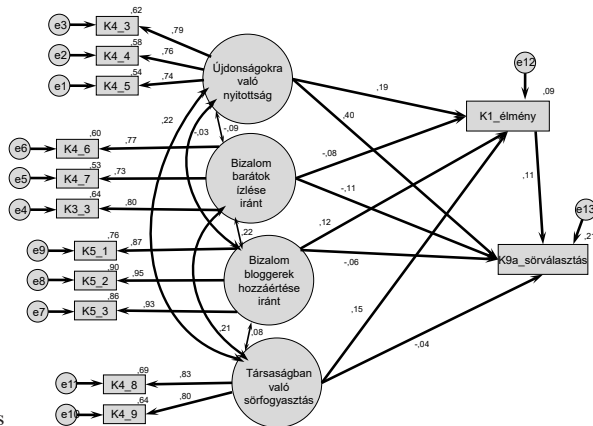 e3
K4_3
,62
,79
e2
K4_4
,58
,76
e1
K4_5
,54
,74
Újdonságokra
való
nyitottság
e12
,09
K1_élmény
,19
,40
,22
-,03
-,09
e6
K4_6
,60
,77
e5
K4_7
,53
,73
e4
K3_3
,64
,80
Bizalom
barátok
ízlése
iránt
-,08
-,11
,11
e13
,21
K9a_sörválasztás
,22
,12
-,06
e9
K5_1
,76
,87
e8
K5_2
,90
,95
e7
K5_3
,86
,93
Bizalom
bloggerek
hozzáértése
iránt
,21
,08
,15
-,04
e11
K4_8
,69
,83
e10
K4_9
,64
,80
Társaságban
való
sörfogyasztás
s